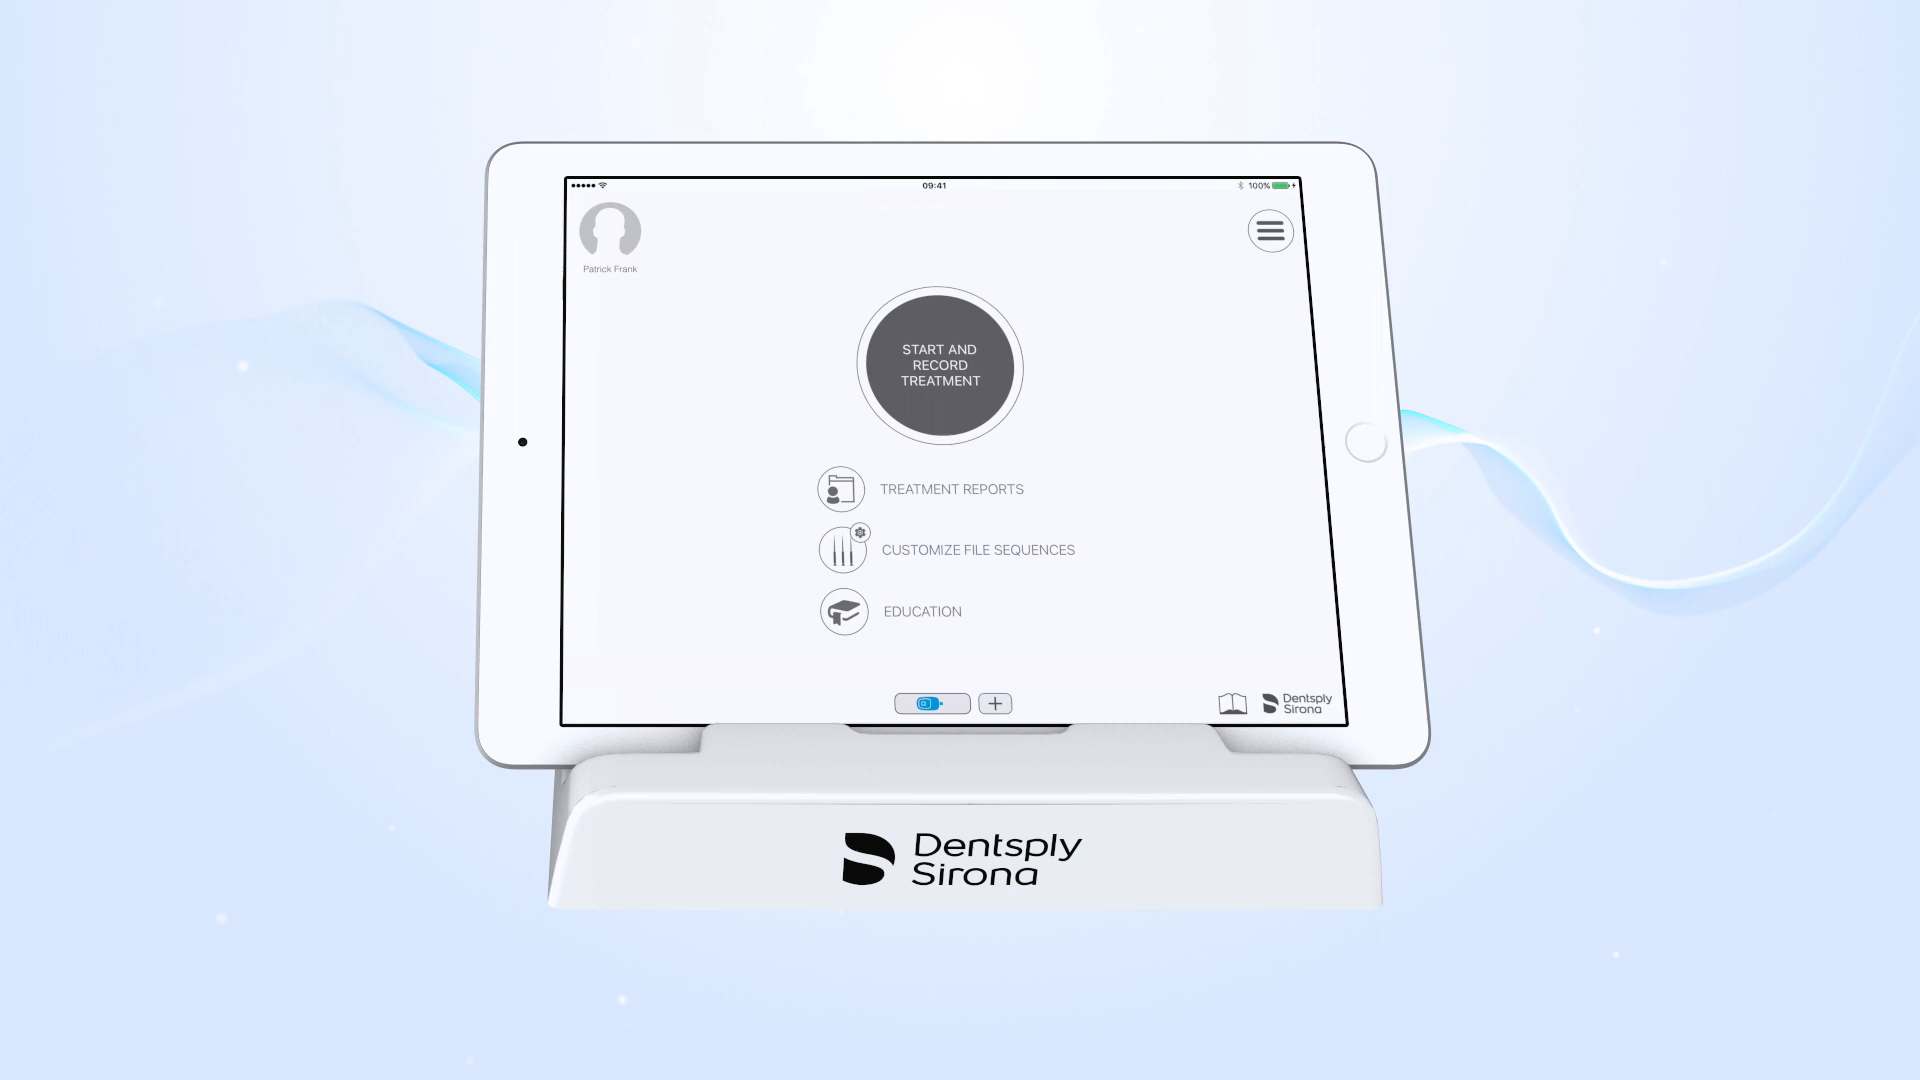 09:41
100%
Patrick Frank
START AND
RECORD
TREATMENT
TREATMENT REPORTS
CUSTOMIZE FILE SEQUENCES
EDUCATION
Dentsply
Sirona
Dentsply
Sirona